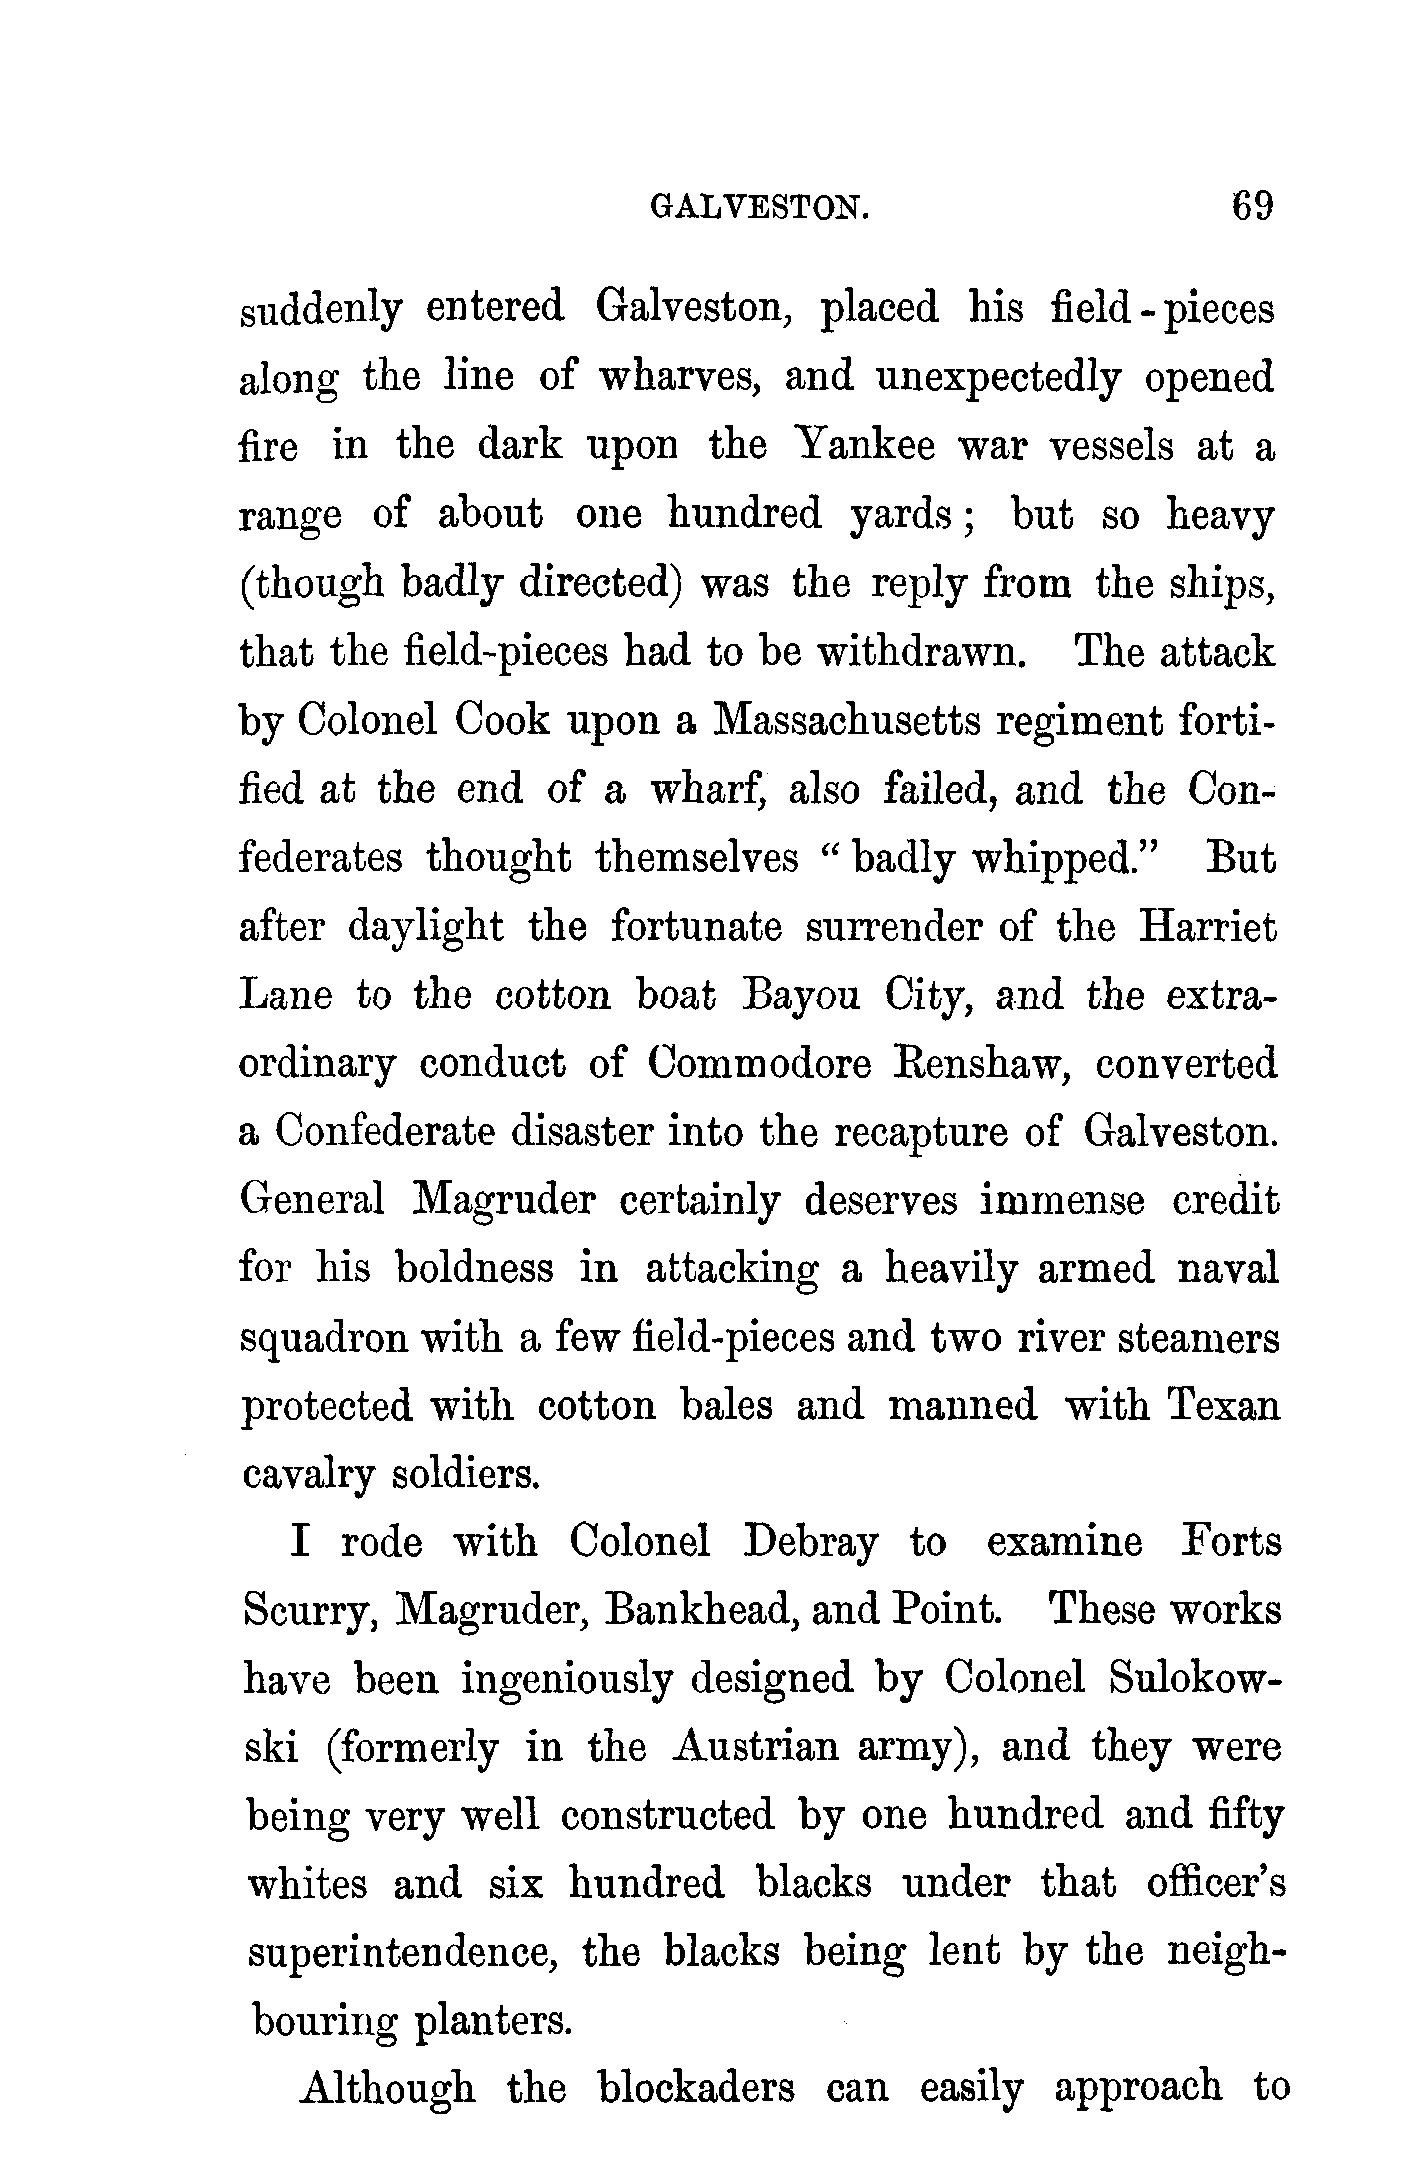 GALVESTON. 69
suddenly entered Galveston, placed his field-pieces
along the line of wharves, and unexpectedly opened
fire in the dark upon the Yankee war vessels at a
range of about one hundred yards; but so heavy
(though badly directed) was the reply from the ships,
that the field-pieces had to be withdrawn. The attack
by Colonel Cook upon a Massachusetts regiment forti-
fied at the end of a wharf, also failed, and the Con-
federates thought themselves "badly whipped." But
after daylight the fortunate surrender of the Harriet
Lane to the cotton boat Bayou City, and the extra-
ordinary conduct of Commodore Renshaw, converted
a Confederate disaster into the recapture of Galveston.
General Magruder certainly deserves immense credit
for his boldness in attacking a heavily armed naval
squadron with a few field-pieces and two river steamers
protected with cotton bales and manned with Texan
cavalry soldiers.
I rode with Colonel Debray to examine Forts
Scurry, Magruder, Bankhead, and Point. These works
have been ingeniously designed by Colonel Sulokow-
ski (formerly in the Austrian army), and they were
being very well constructed by one hundred and fifty
whites and six hundred blacks under that officer's
superintendence, the blacks being lent by the neigh-
bouring planters.
Although the blockaders can easily approach to